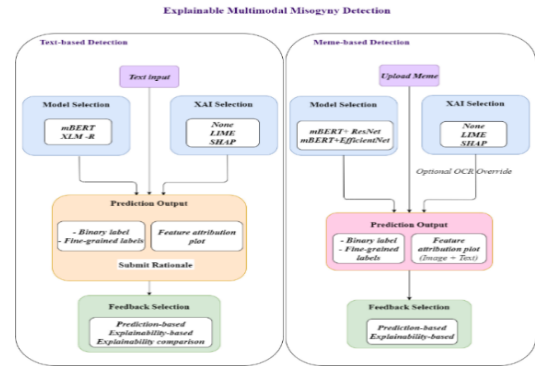 Explainable Multimodal Misogyny Detection
Text-based Detection
Text input
Model Selection
mBERT
XLM -R
XAI Selection
None
LIME
SHAP
Prediction Output
- Binary label
- Fine-grained labels
Feature attribution
plot
Submit Rationale
Feedback Selection
Prediction-based
Explainability-based
Explainability comparison
Meme-based Detection
Upload Meme
Model Selection
mBERT+ ResNet
mBERT+EfficientNet
XAI Selection
None
LIME
SHAP
Optional OCR Override
Prediction Output
- Binary label
- Fine-grained
labels
Feature
attribution plot
(Image + Text)
Feedback Selection
Prediction-based
Explainability-based